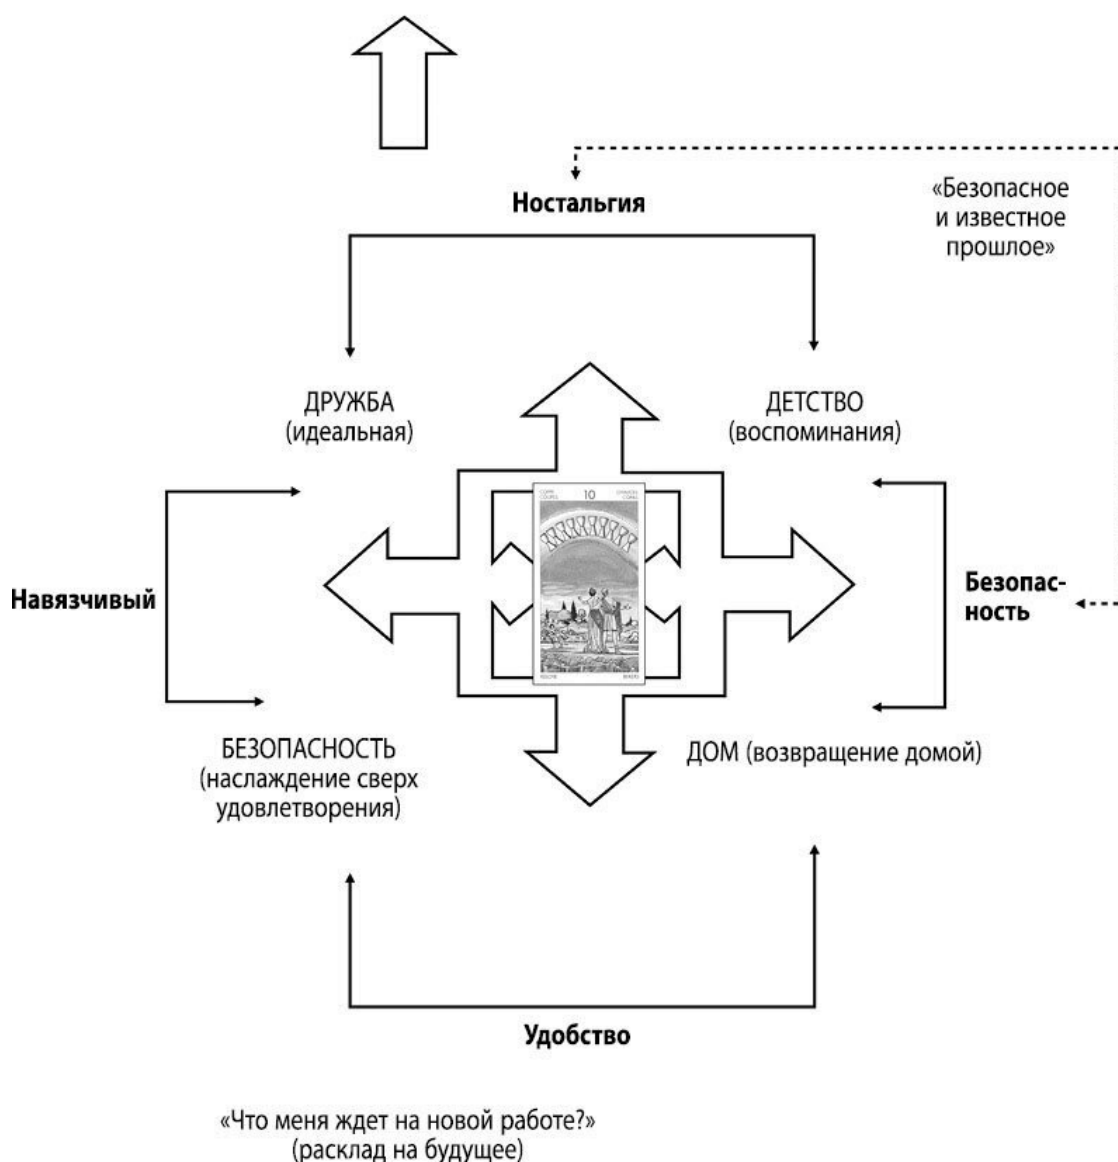 Ностальгия
«Безопасное
и известное
прошлое»
ДРУЖБА
(идеальная)
ДЕТСТВО
(воспоминания)
10
Навязчивый
Безопас-
ность
БЕЗОПАСНОСТЬ
(наслаждение сверх
удовлетворения)
ДОМ (возвращение домой)
Удобство
«Что меня ждет на новой работе?»
(расклад на будущее)